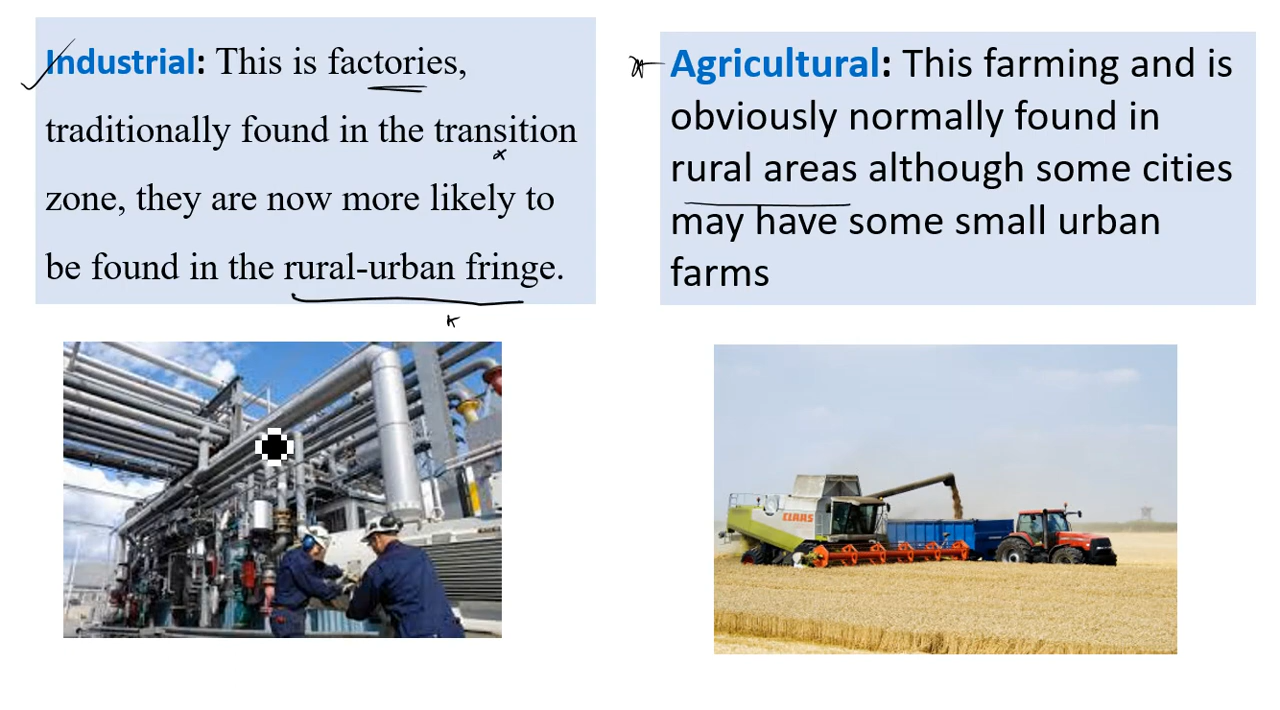 Industrial: This is factories,
traditionally found in the transition
zone, they are now more likely to
be found in the rural-urban fringe.
Agricultural: This farming and is
obviously normally found in
rural areas although some cities
may have some small urban
farms
CLAAS